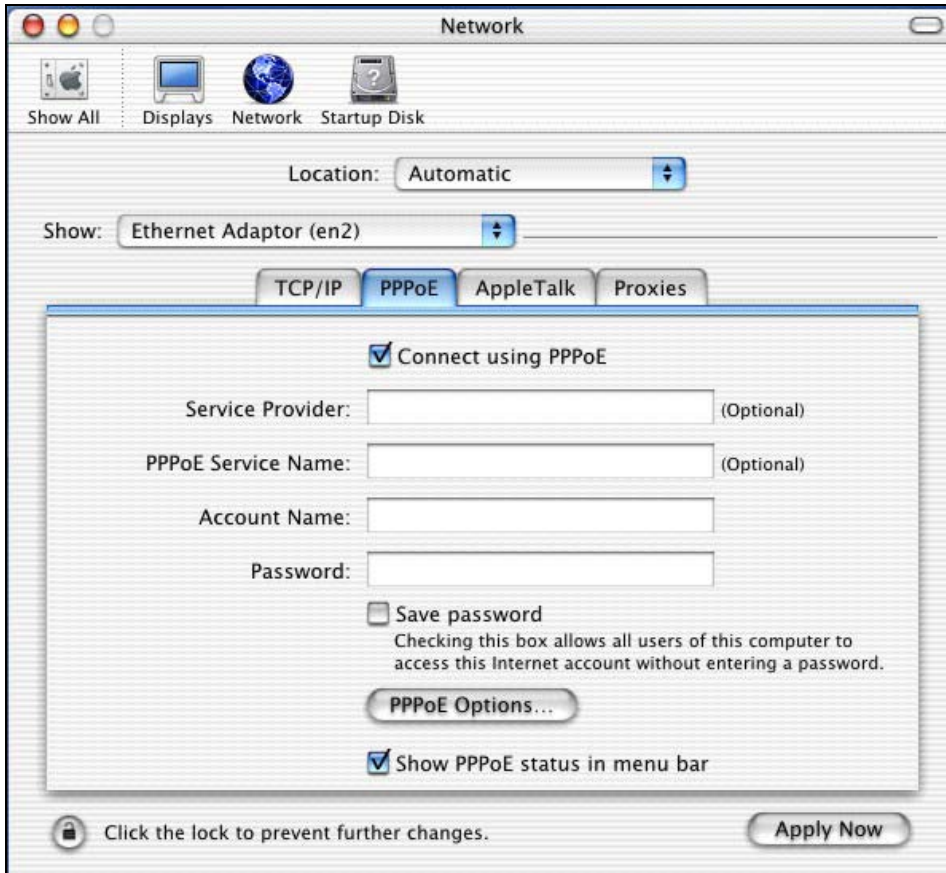 Network
Show All Displays Network Startup Disk
Location: Automatic
Show: Ethernet Adaptor (en2)
TCP/IP PPPoE AppleTalk Proxies
Connect using PPPoE
Service Provider: (Optional)
PPPoE Service Name: (Optional)
Account Name:
Password:
Save password
Checking this box allows all users of this computer to
access this Internet account without entering a password.
PPPoE Options...
Show PPPoE status in menu bar
Click the lock to prevent further changes. Apply Now